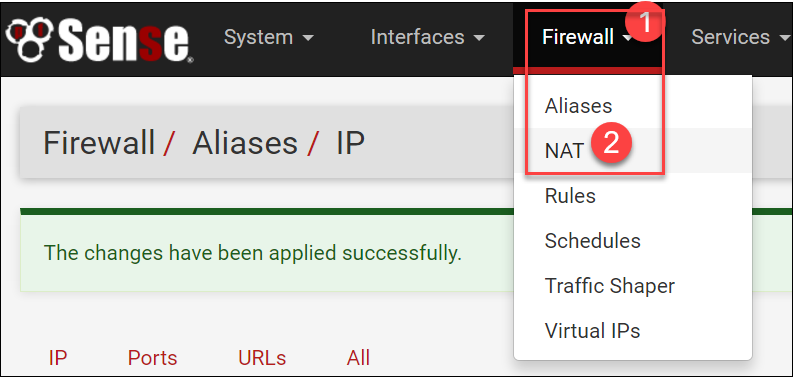 Sense®
System
Interfaces
Firewall
1
Services
Aliases
NAT
2
Rules
Schedules
Traffic Shaper
Virtual IPs
Firewall / Aliases / IP
The changes have been applied successfully.
IP
Ports
URLs
All